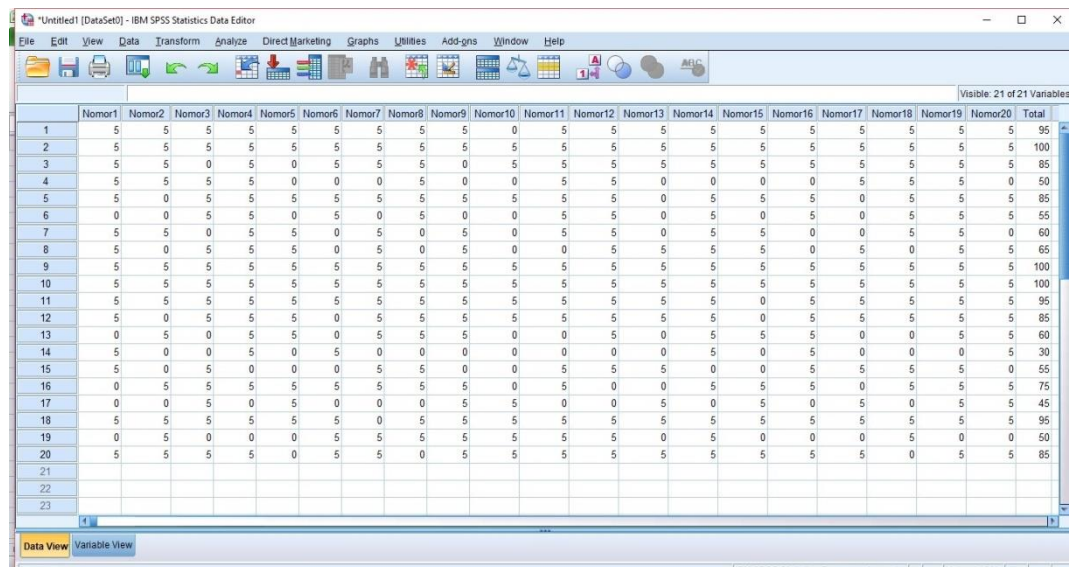 *Untitled1 [DataSet0] - IBM SPSS Statistics Data Editor
File Edit View Data Transform Analyze Direct Marketing Graphs Utilities Add-ons Window Help
Visible: 21 of 21 Variables
Nomor1 Nomor2 Nomor3 Nomor4 Nomor5 Nomor6 Nomor7 Nomor8 Nomor9 Nomor10 Nomor11 Nomor12 Nomor13 Nomor14 Nomor15 Nomor16 Nomor17 Nomor18 Nomor19 Nomor20 Total
1 5 5 5 5 5 5 5 5 5 0 5 5 5 5 5 5 5 5 5 5 95
2 5 5 5 5 5 5 5 5 5 5 5 5 5 5 5 5 5 5 5 5 100
3 5 5 0 5 0 5 5 5 0 5 5 5 5 5 5 5 5 5 5 5 85
4 5 5 5 5 0 0 0 5 0 0 5 5 0 0 0 0 5 5 5 0 50
5 5 0 5 5 5 5 5 5 5 5 5 5 0 5 5 5 0 5 5 5 85
6 0 0 5 5 0 5 0 5 0 0 5 5 0 5 0 5 0 5 5 5 55
7 5 0 0 5 0 5 0 5 5 0 5 5 5 5 5 0 0 5 5 0 60
8 5 0 5 5 5 0 5 0 5 0 0 5 5 5 5 0 5 0 5 5 65
9 5 5 5 5 5 5 5 5 5 5 5 5 5 5 5 5 5 5 5 5 100
10 5 5 5 5 5 5 5 5 5 5 5 5 5 5 5 5 5 5 5 5 100
11 5 5 5 5 5 5 5 5 5 5 5 5 5 5 0 5 5 5 5 5 95
12 5 0 5 5 5 0 5 5 5 5 5 5 5 5 0 5 5 5 5 5 85
13 0 5 0 5 5 0 5 5 5 0 0 5 0 5 5 5 0 0 5 5 60
14 5 0 0 5 0 5 0 0 0 0 0 0 0 5 0 5 0 0 0 5 30
15 5 0 5 0 0 0 5 5 0 0 5 5 5 0 0 5 5 5 5 0 55
16 0 5 5 5 5 5 5 5 5 0 5 0 0 5 5 5 0 5 5 5 75
17 0 0 5 0 5 0 0 0 5 5 0 0 5 0 5 0 5 0 5 5 45
18 5 5 5 5 5 5 0 5 5 5 5 5 5 5 5 5 5 5 5 5 95
19 0 5 0 0 0 5 5 5 5 5 5 5 0 5 0 0 0 5 0 0 50
20 5 5 5 5 0 5 5 0 5 5 5 5 5 5 5 5 5 0 5 5 85
21
22
23
Data View Variable View